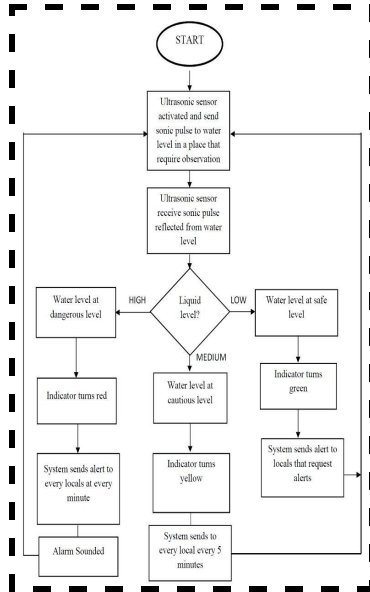 START
Ultrasonic sensor
activated and send
sonic pulse to water
level in a place that
require observation
Ultrasonic sensor
receive sonic pulse
reflected from water
level
Liquid
level?
HIGH
LOW
MEDIUM
Water level at
dangerous level
Indicator turns red
System sends alert to
every locals at every
minute
Alarm Sounded
Water level at
cautious level
Indicator turns
yellow
System sends to
every local every 5
minutes
Water level at safe
level
Indicator turns
green
System sends alert to
locals that request
alerts